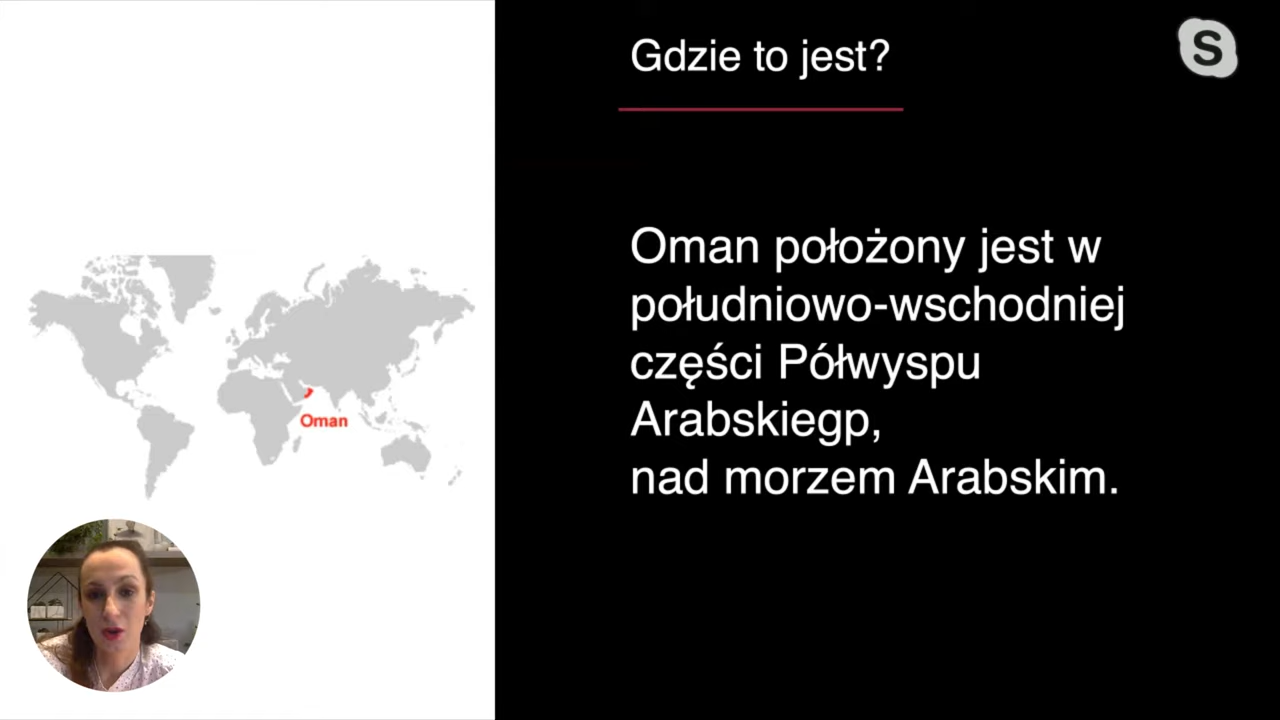 Gdzie to jest?
S
Oman położony jest w
południowo-wschodniej
części Półwyspu
Arabskiegp,
nad morzem Arabskim.
Oman